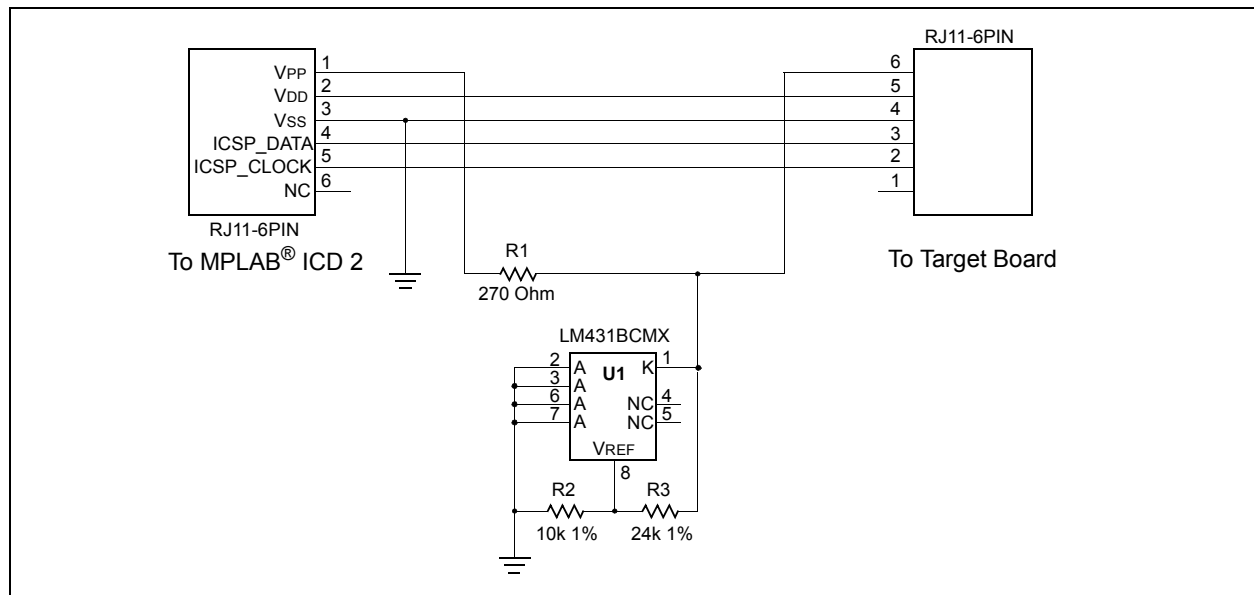 RJ11-6PIN
VPP 1
VDD 2
VSS 3
ICSP_DATA 4
ICSP_CLOCK 5
NC 6
RJ11-6PIN
To MPLAB® ICD 2
6
5
4
3
2
1
To Target Board
R1
270 Ohm
LM431BCMX
2 A U1 K 1
3 A
6 A NC 4
7 A NC 5
VREF
8
R2 R3
10k 1% 24k 1%